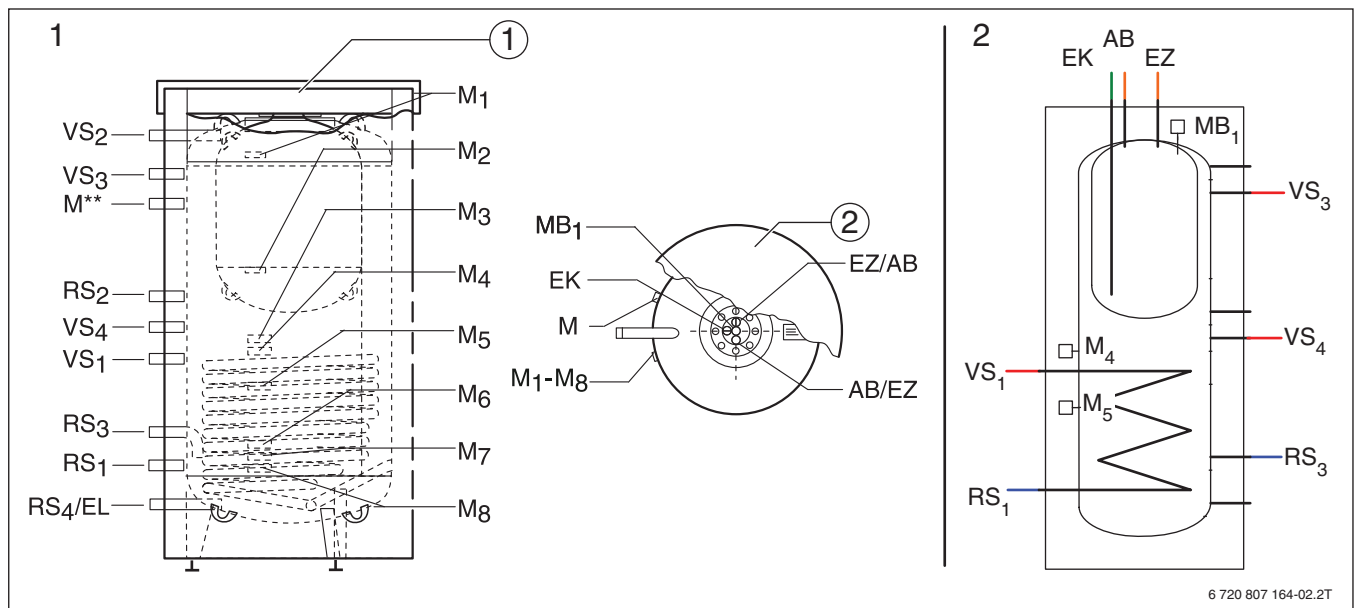 1
1
VS2
VS3
M**
RS2
VS4
VS1
RS3
RS1
RS4/EL
M1
M2
M3
M4
M5
M6
M7
M8
2
MB1
EK
M
M1-M8
EZ/AB
AB/EZ
2
EK AB EZ
MB1
VS3
M4
VS4
VS1
M5
RS3
RS1
6 720 807 164-02.2T